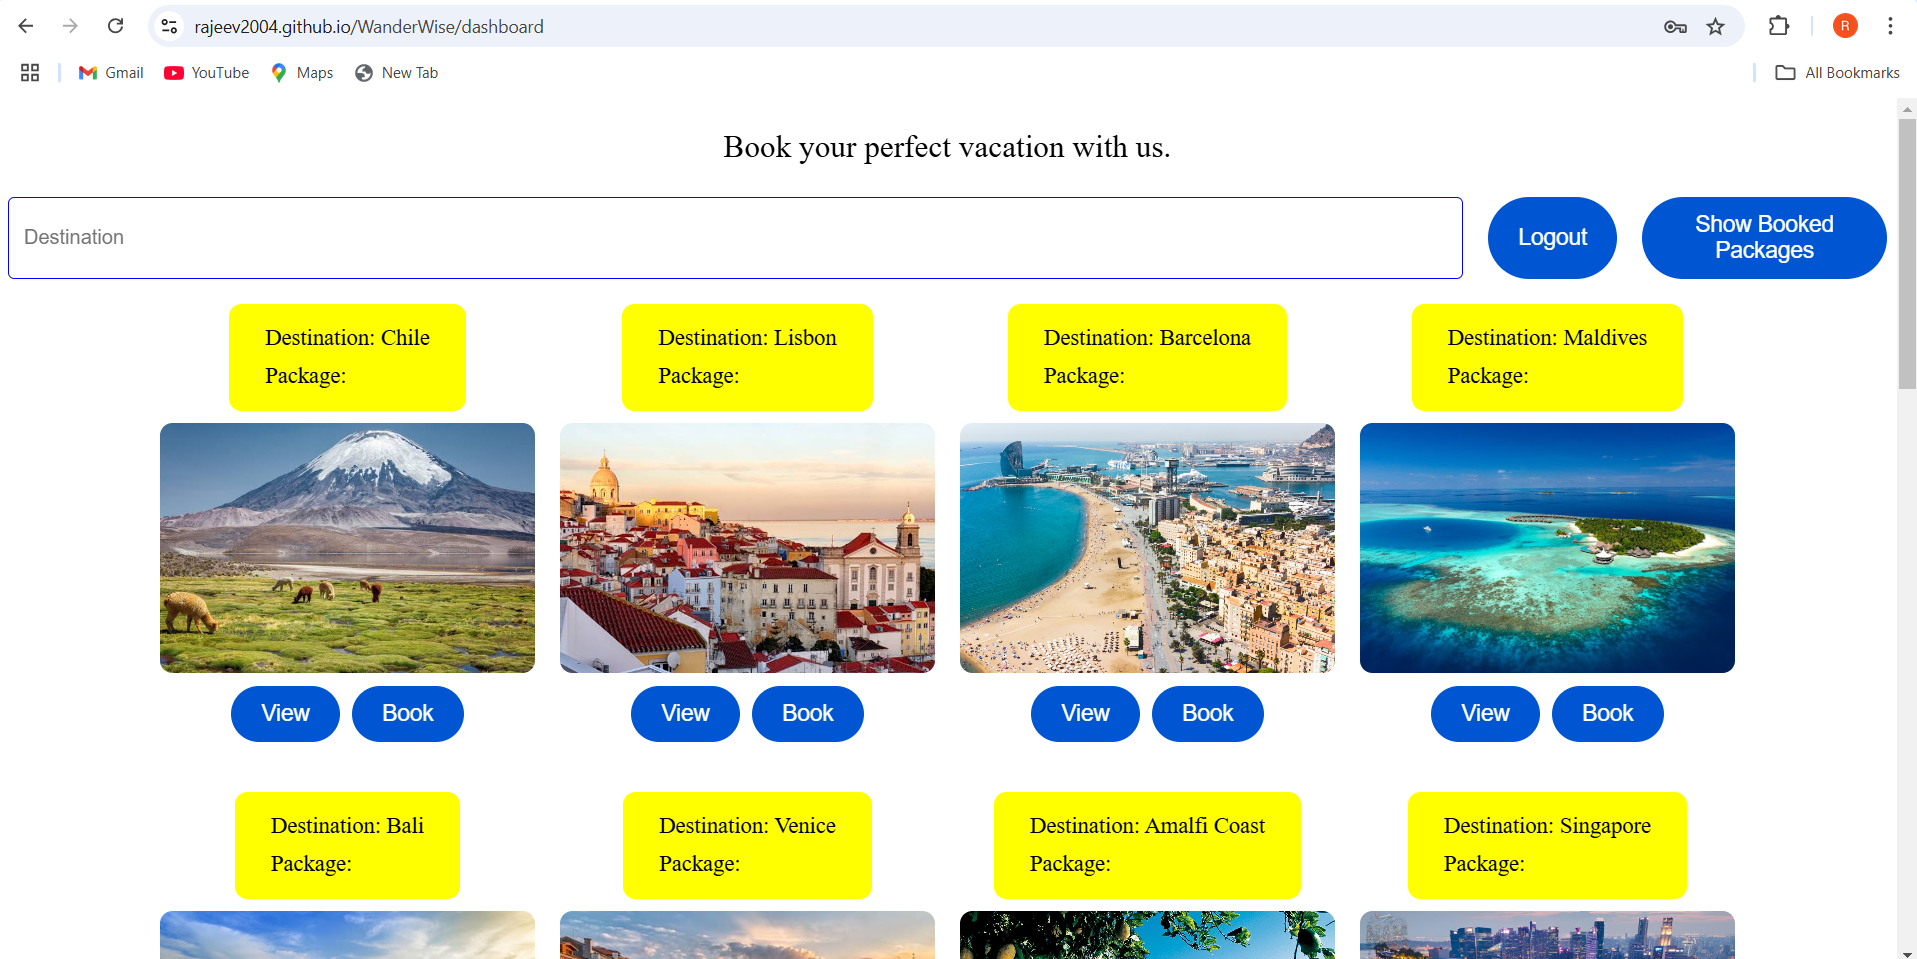 rajeev2004.github.io/WanderWise/dashboard
R
Gmail
YouTube
Maps
New Tab
All Bookmarks
Book your perfect vacation with us.
Destination
Logout
Show Booked
Packages
Destination: Chile
Package:
Destination: Lisbon
Package:
Destination: Barcelona
Package:
Destination: Maldives
Package:
View
Book
View
Book
View
Book
View
Book
Destination: Bali
Package:
Destination: Venice
Package:
Destination: Amalfi Coast
Package:
Destination: Singapore
Package: